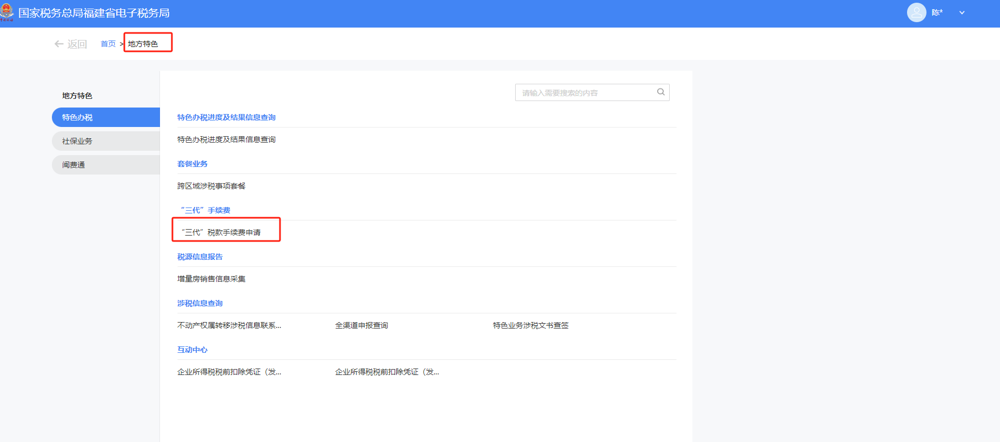 国家税务总局福建省电子税务局
陈*
返回 首页 > 地方特色
地方特色
特色办税
社保业务
闽费通
请输入需要搜索的内容
特色办税进度及结果信息查询
特色办税进度及结果信息查询
套餐业务
跨区域涉税事项套餐
“三代”手续费
“三代”税款手续费申请
税源信息报告
增量房销售信息采集
涉税信息查询
不动产权属转移涉税信息联系... 全渠道申报查询 特色业务涉税文书查签
互动中心
企业所得税税前扣除凭证（发... 企业所得税税前扣除凭证（发...